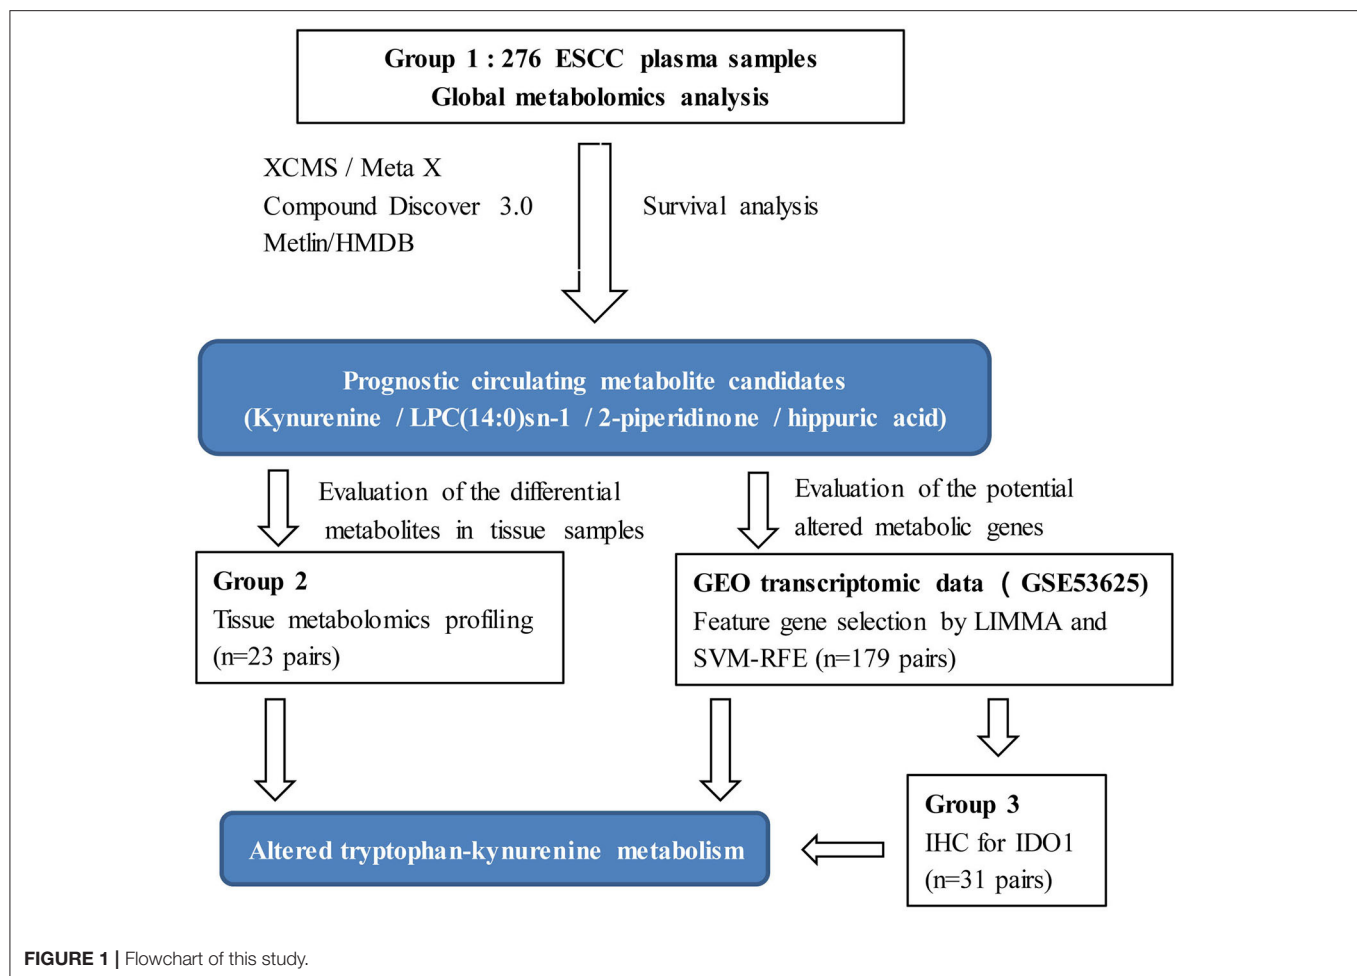 Group 1 : 276 ESCC plasma samples
Global metabolomics analysis
XCMS / Meta X
Compound Discover 3.0
Metlin/HMDB
Survival analysis
Prognostic circulating metabolite candidates
(Kynurenine / LPC(14:0)sn-1 / 2-piperidinone / hippuric acid)
Evaluation of the differential
metabolites in tissue samples
Evaluation of the potential
altered metabolic genes
Group 2
Tissue metabolomics profiling
(n=23 pairs)
GEO transcriptomic data ( GSE53625)
Feature gene selection by LIMMA and
SVM-RFE (n=179 pairs)
Group 3
IHC for IDO1
(n=31 pairs)
Altered tryptophan-kynurenine metabolism
FIGURE 1 | Flowchart of this study.